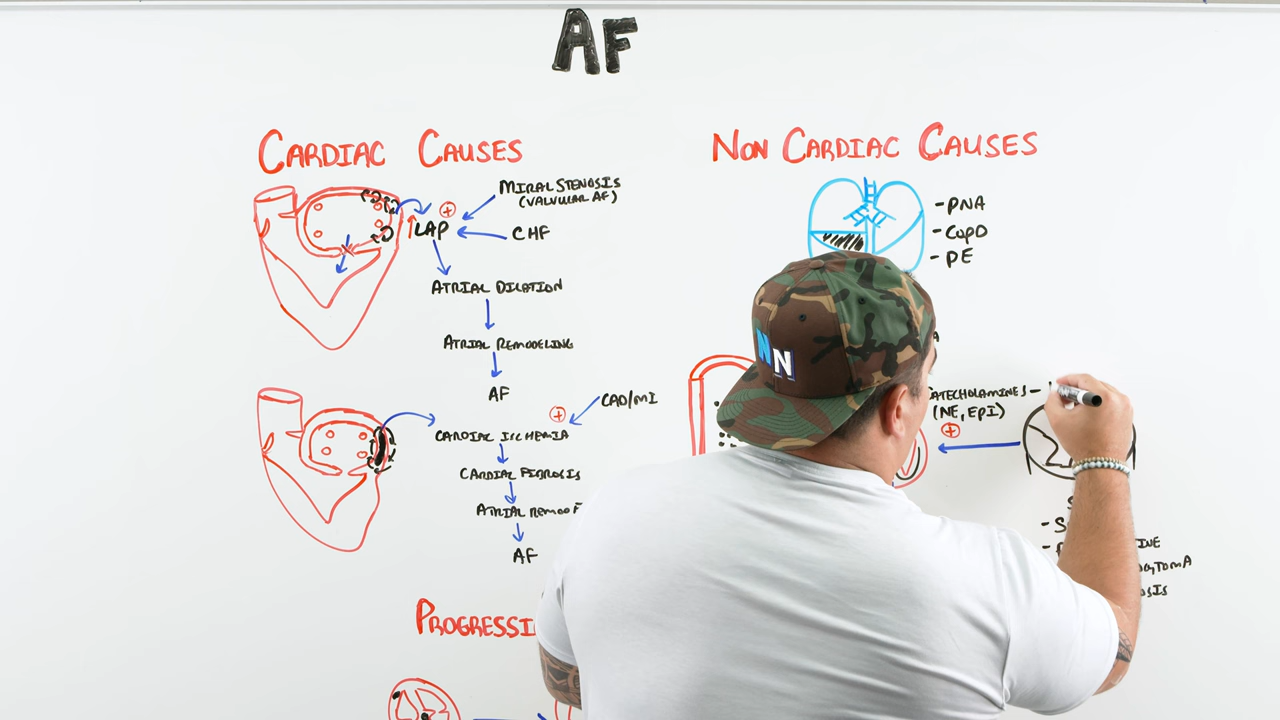 AF
CARDIAC CAUSES
MIRAL STENOSIS
(VALVULAR AF)
LAP
+
CHF
ATRIAL DILATION
ATRIAL REMODELING
AF
CAD/MI
+
CARDIAC ISCHEMIA
CARDIAC FIBROSIS
ATRIAL
AF
NON CARDIAC CAUSES
- PNA
- COPD
- PE
CATECHOLAMINES -
(NE, EPI)
+
NN